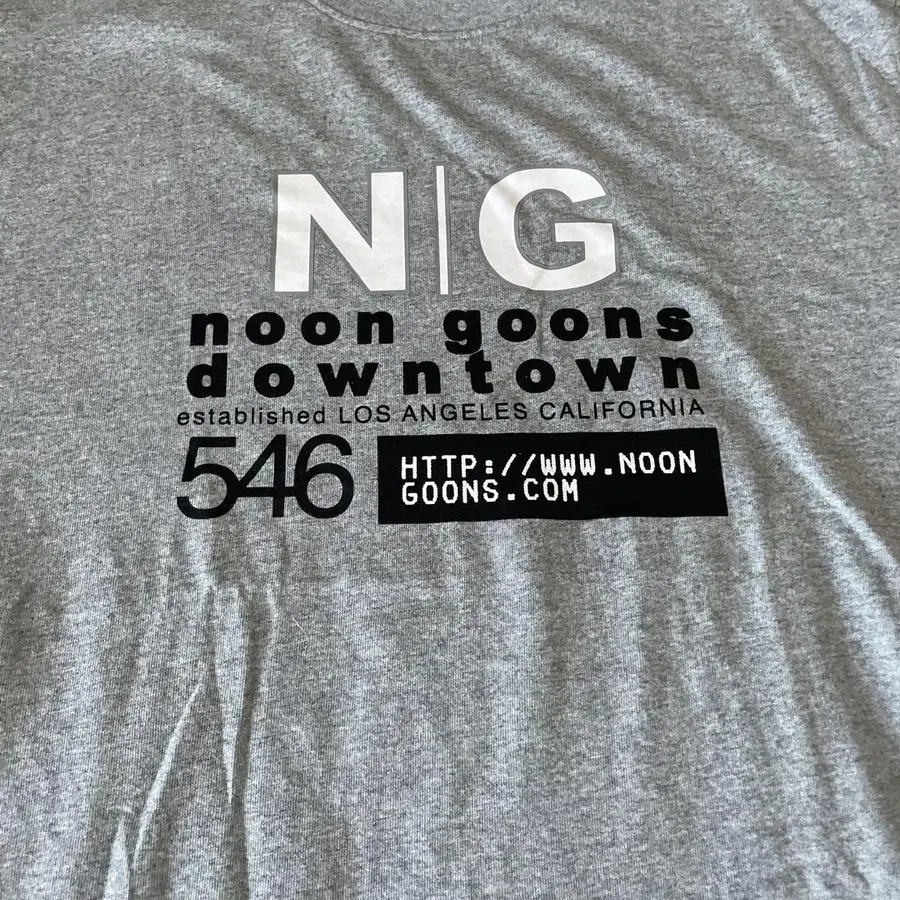 N|G
noon goons
downtown
established LOS ANGELES CALIFORNIA
546
HTTP://WWW.NOON
GOONS.COM